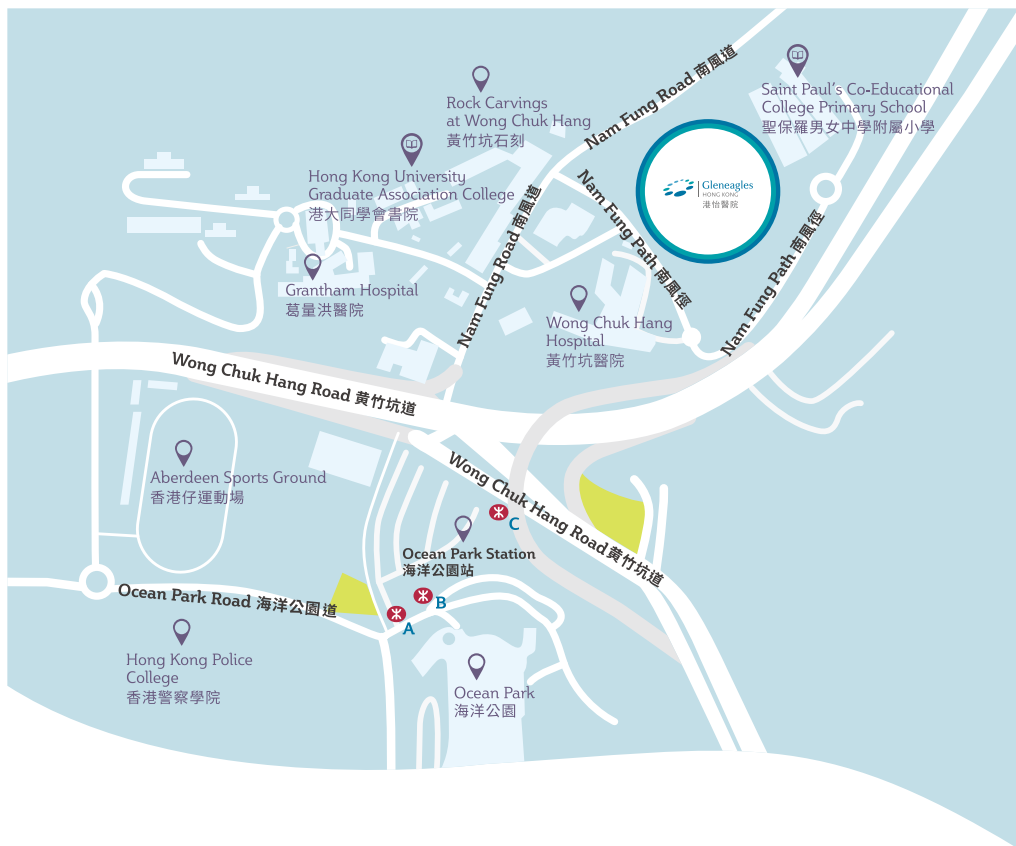 Nam Fung Road 南風道
Saint Paul's Co-Educational
College Primary School
聖保羅男女中學附屬小學
Rock Carvings
at Wong Chuk Hang
黃竹坑石刻
Hong Kong University
Graduate Association College
港大同學會書院
Gleneagles
HONG KONG
港怡醫院
Nam Fung Path 南風徑
Nam Fung Road 南風道
Nam Fung Path 南風徑
Grantham Hospital
葛量洪醫院
Wong Chuk Hang
Hospital
黃竹坑醫院
Wong Chuk Hang Road 黄竹坑道
Aberdeen Sports Ground
香港仔運動場
Wong Chuk Hang Road 黄竹坑道
C
Ocean Park Station
海洋公園站
B
A
Ocean Park Road 海洋公園道
Hong Kong Police
College
香港警察學院
Ocean Park
海洋公園